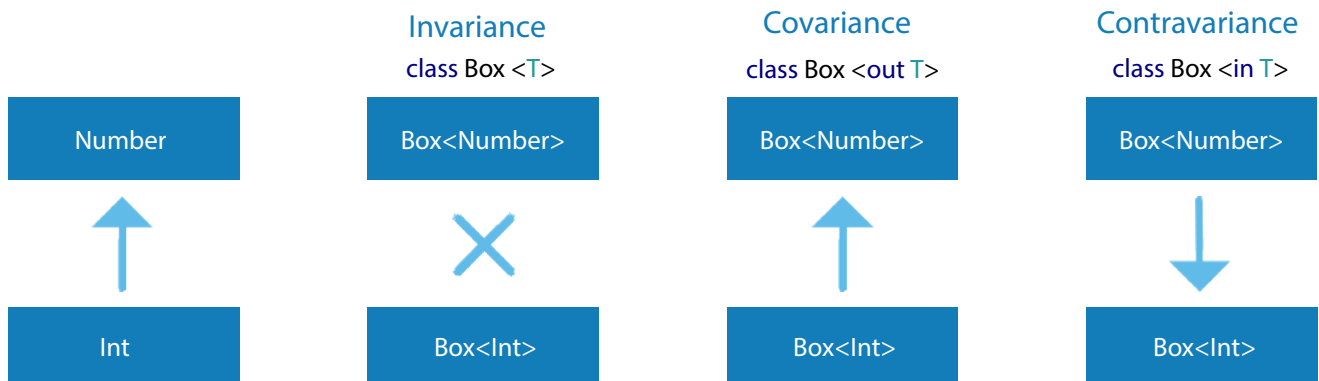 Invariance
Covariance
Contravariance
class Box <T>
class Box <out T>
class Box <in T>
Number
Box<Number>
Box<Number>
Box<Number>
Int
Box<Int>
Box<Int>
Box<Int>